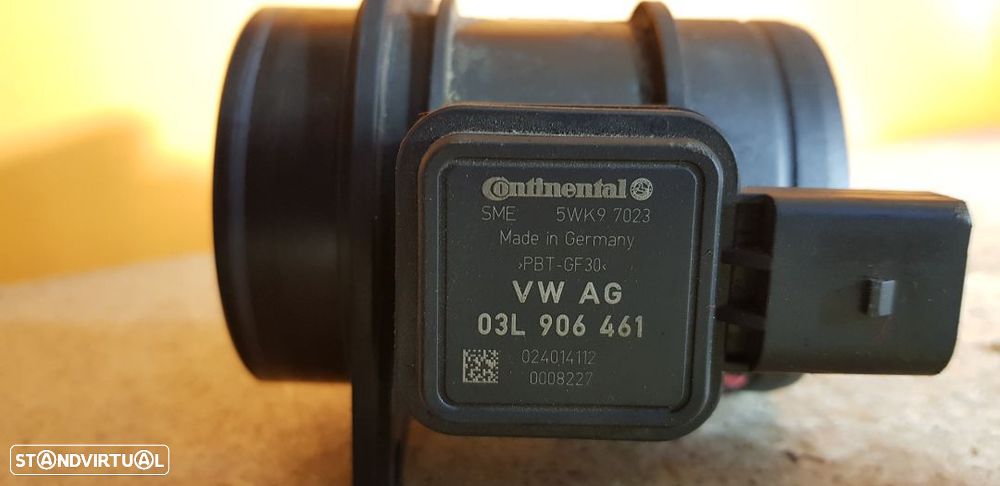 Continental
SME 5WK9 7023
Made in Germany
›PBT-GF30‹
VW AG
03L 906 461
024014112
0008227
STANDVIRTUAL